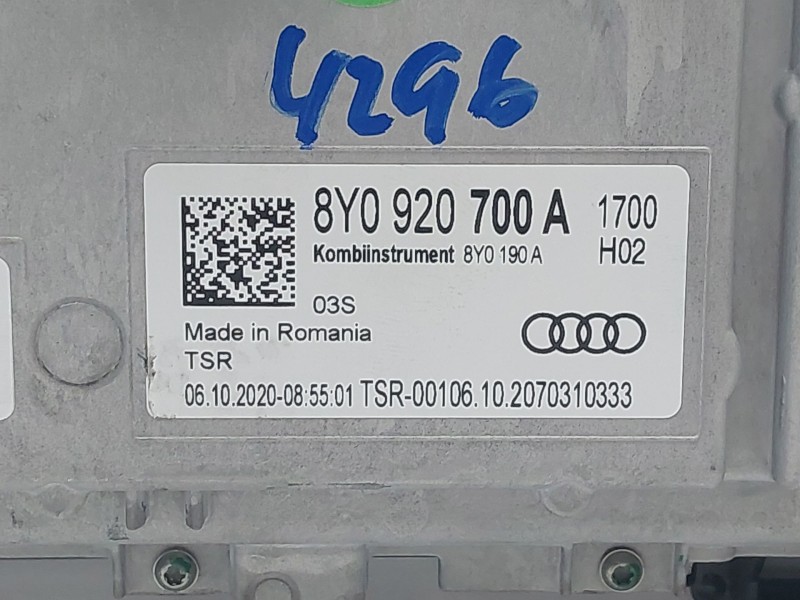 4296
8Y0 920 700 A 1700
Kombiinstrument 8Y0 190 A H02
03S
Made in Romania
TSR
06.10.2020-08:55:01 TSR-00106.10.2070310333